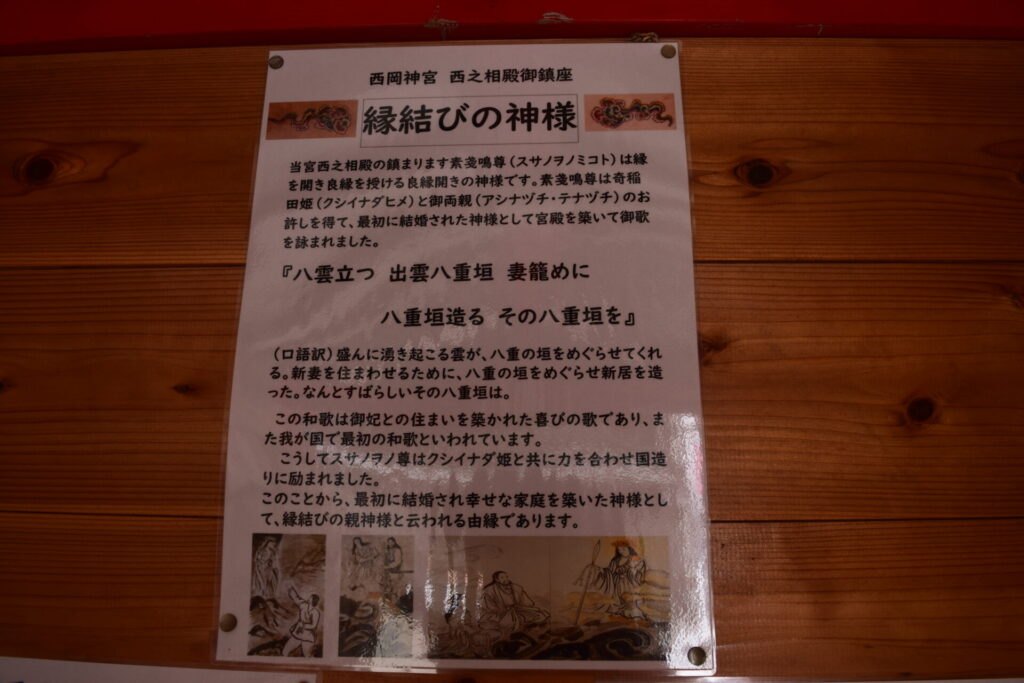 西岡神宮 西之相殿御鎮座
縁結びの神様
当宮西之相殿の鎮まります素戔嗚尊(スサノヲノミコト)は縁
を開き良縁を授ける良縁開きの神様です。素戔嗚尊は奇稲
田姫(クシイナダヒメ)と御両親(アシナヅチ・テナヅチ)のお
許しを得て、最初に結婚された神様として宮殿を築いて御歌
を詠まれました。
『八雲立つ 出雲八重垣 妻籠めに
八重垣造る その八重垣を』
(口語訳)盛んに湧き起こる雲が、八重の垣をめぐらせてくれ
る。新妻を住まわせるために、八重の垣をめぐらせ新居を造
った。なんとすばらしいその八重垣は。
この和歌は御妃との住まいを築かれた喜びの歌であり、ま
た我が国で最初の和歌といわれています。
こうしてスサノヲノ尊はクシイナダ姫と共に力を合わせ国造
りに励まれました。
このことから、最初に結婚され幸せな家庭を築いた神様とし
て、縁結びの親神様と云われる由縁であります。